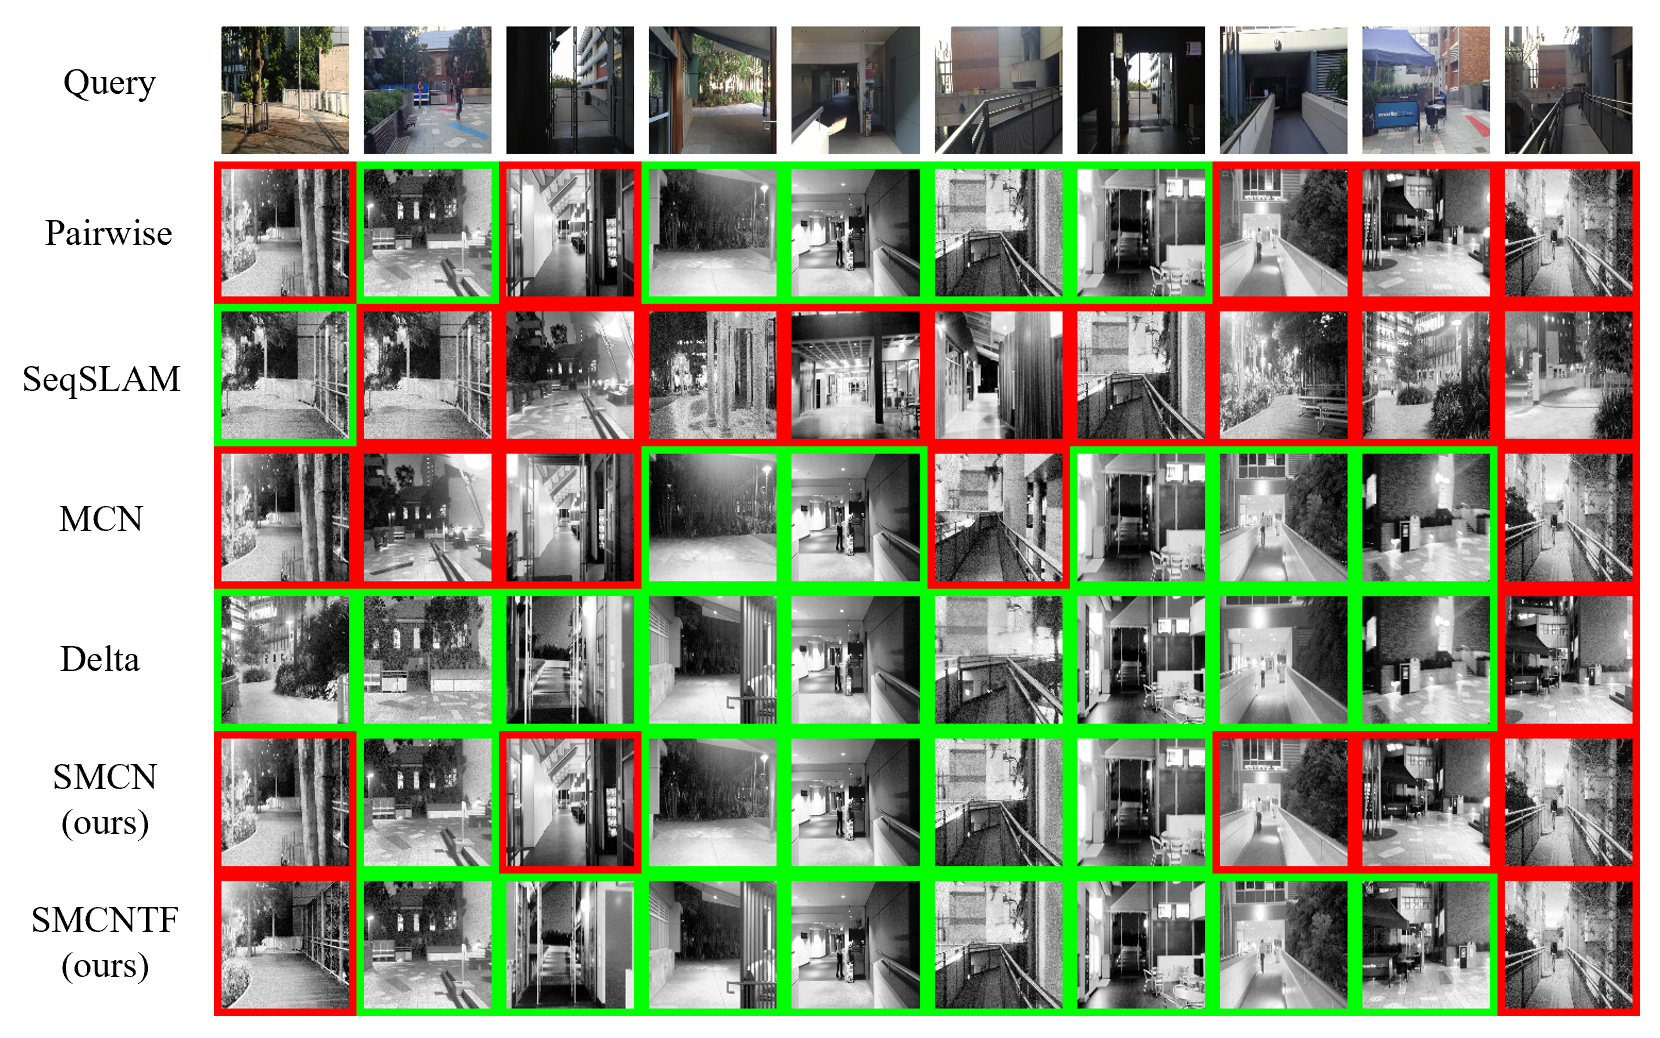 Query
Pairwise
SeqSLAM
MCN
Delta
SMCN
(ours)
SMCNTF
(ours)